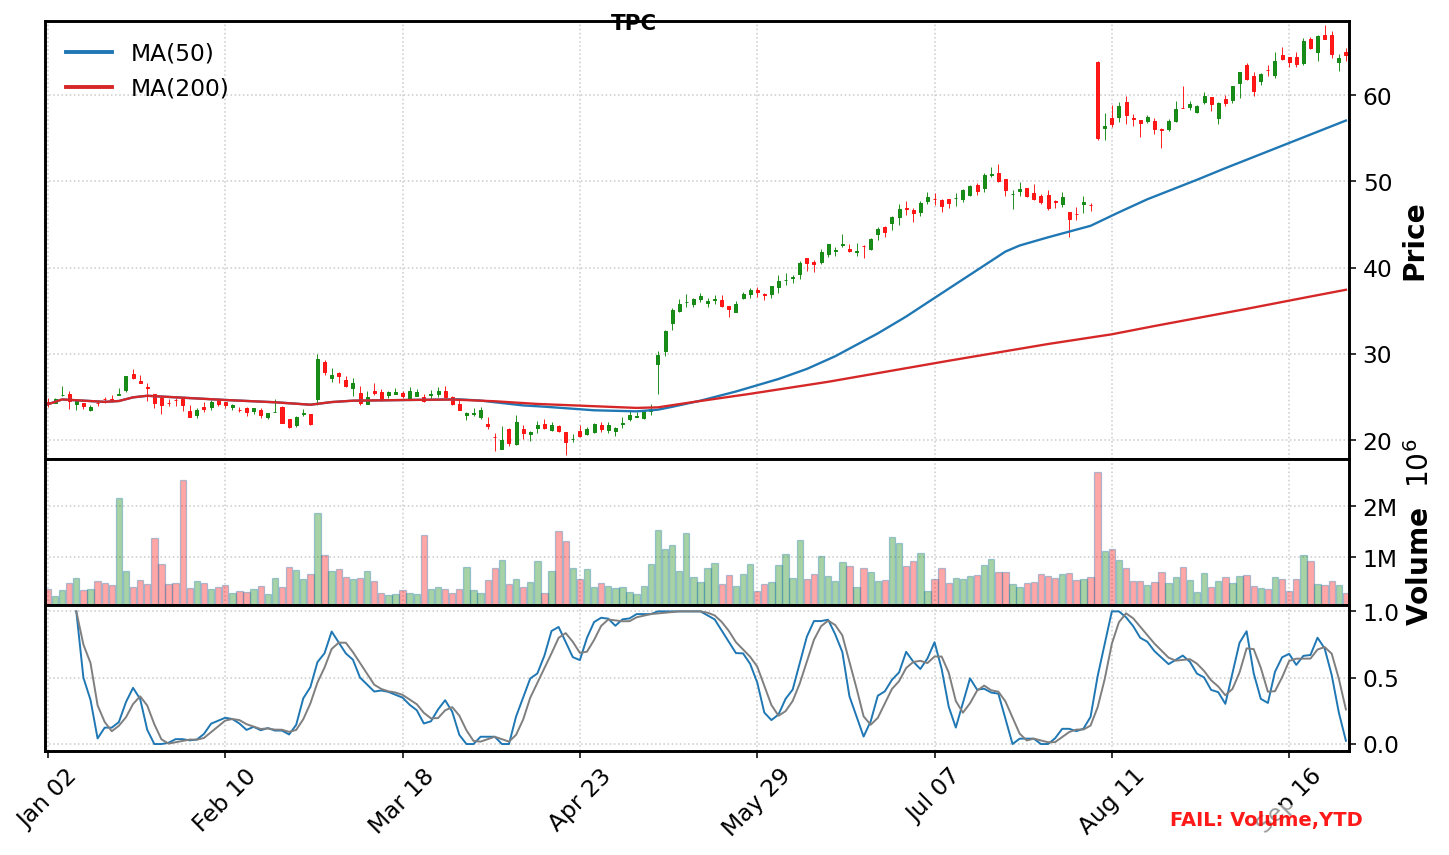 TPC
MA(50)
MA(200)
60
50
40
30
20
Price
10⁶
2M
1M
Volume
1.0
0.5
0.0
Jan 02
Feb 10
Mar 18
Apr 23
May 29
Jul 07
Aug 11
Sep 16
FAIL: Volume,YTD